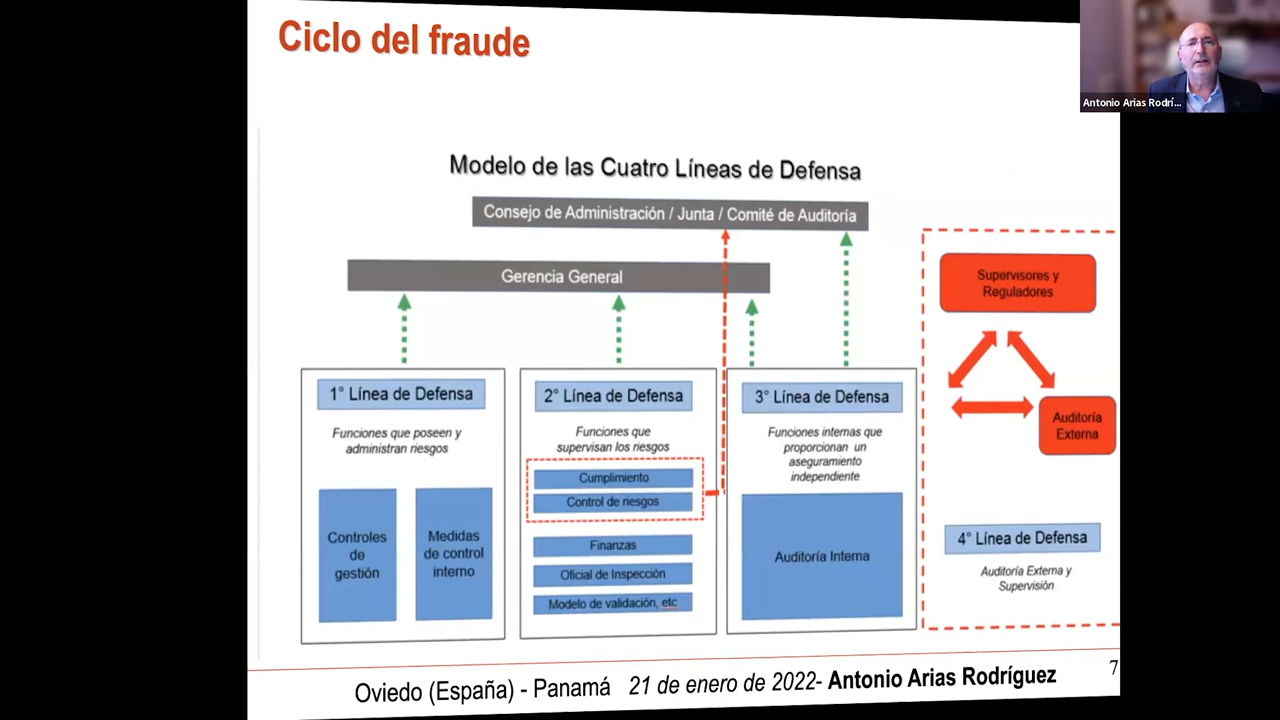 Ciclo del fraude
Antonio Arias Rodrí...
Modelo de las Cuatro Líneas de Defensa
Consejo de Administración / Junta / Comité de Auditoría
Gerencia General
1° Línea de Defensa
Funciones que poseen y
administran riesgos
Controles
de
gestión
Medidas
de control
interno
2° Línea de Defensa
Funciones que
supervisan los riesgos
Cumplimiento
Control de riesgos
Finanzas
Oficial de Inspección
Modelo de validación, etc
3° Línea de Defensa
Funciones internas que
proporcionan un
aseguramiento
independiente
Auditoría Interna
Supervisores y
Reguladores
Auditoría
Externa
4° Línea de Defensa
Auditoría Externa y
Supervisión
Oviedo (España) - Panamá 21 de enero de 2022- Antonio Arias Rodríguez
7